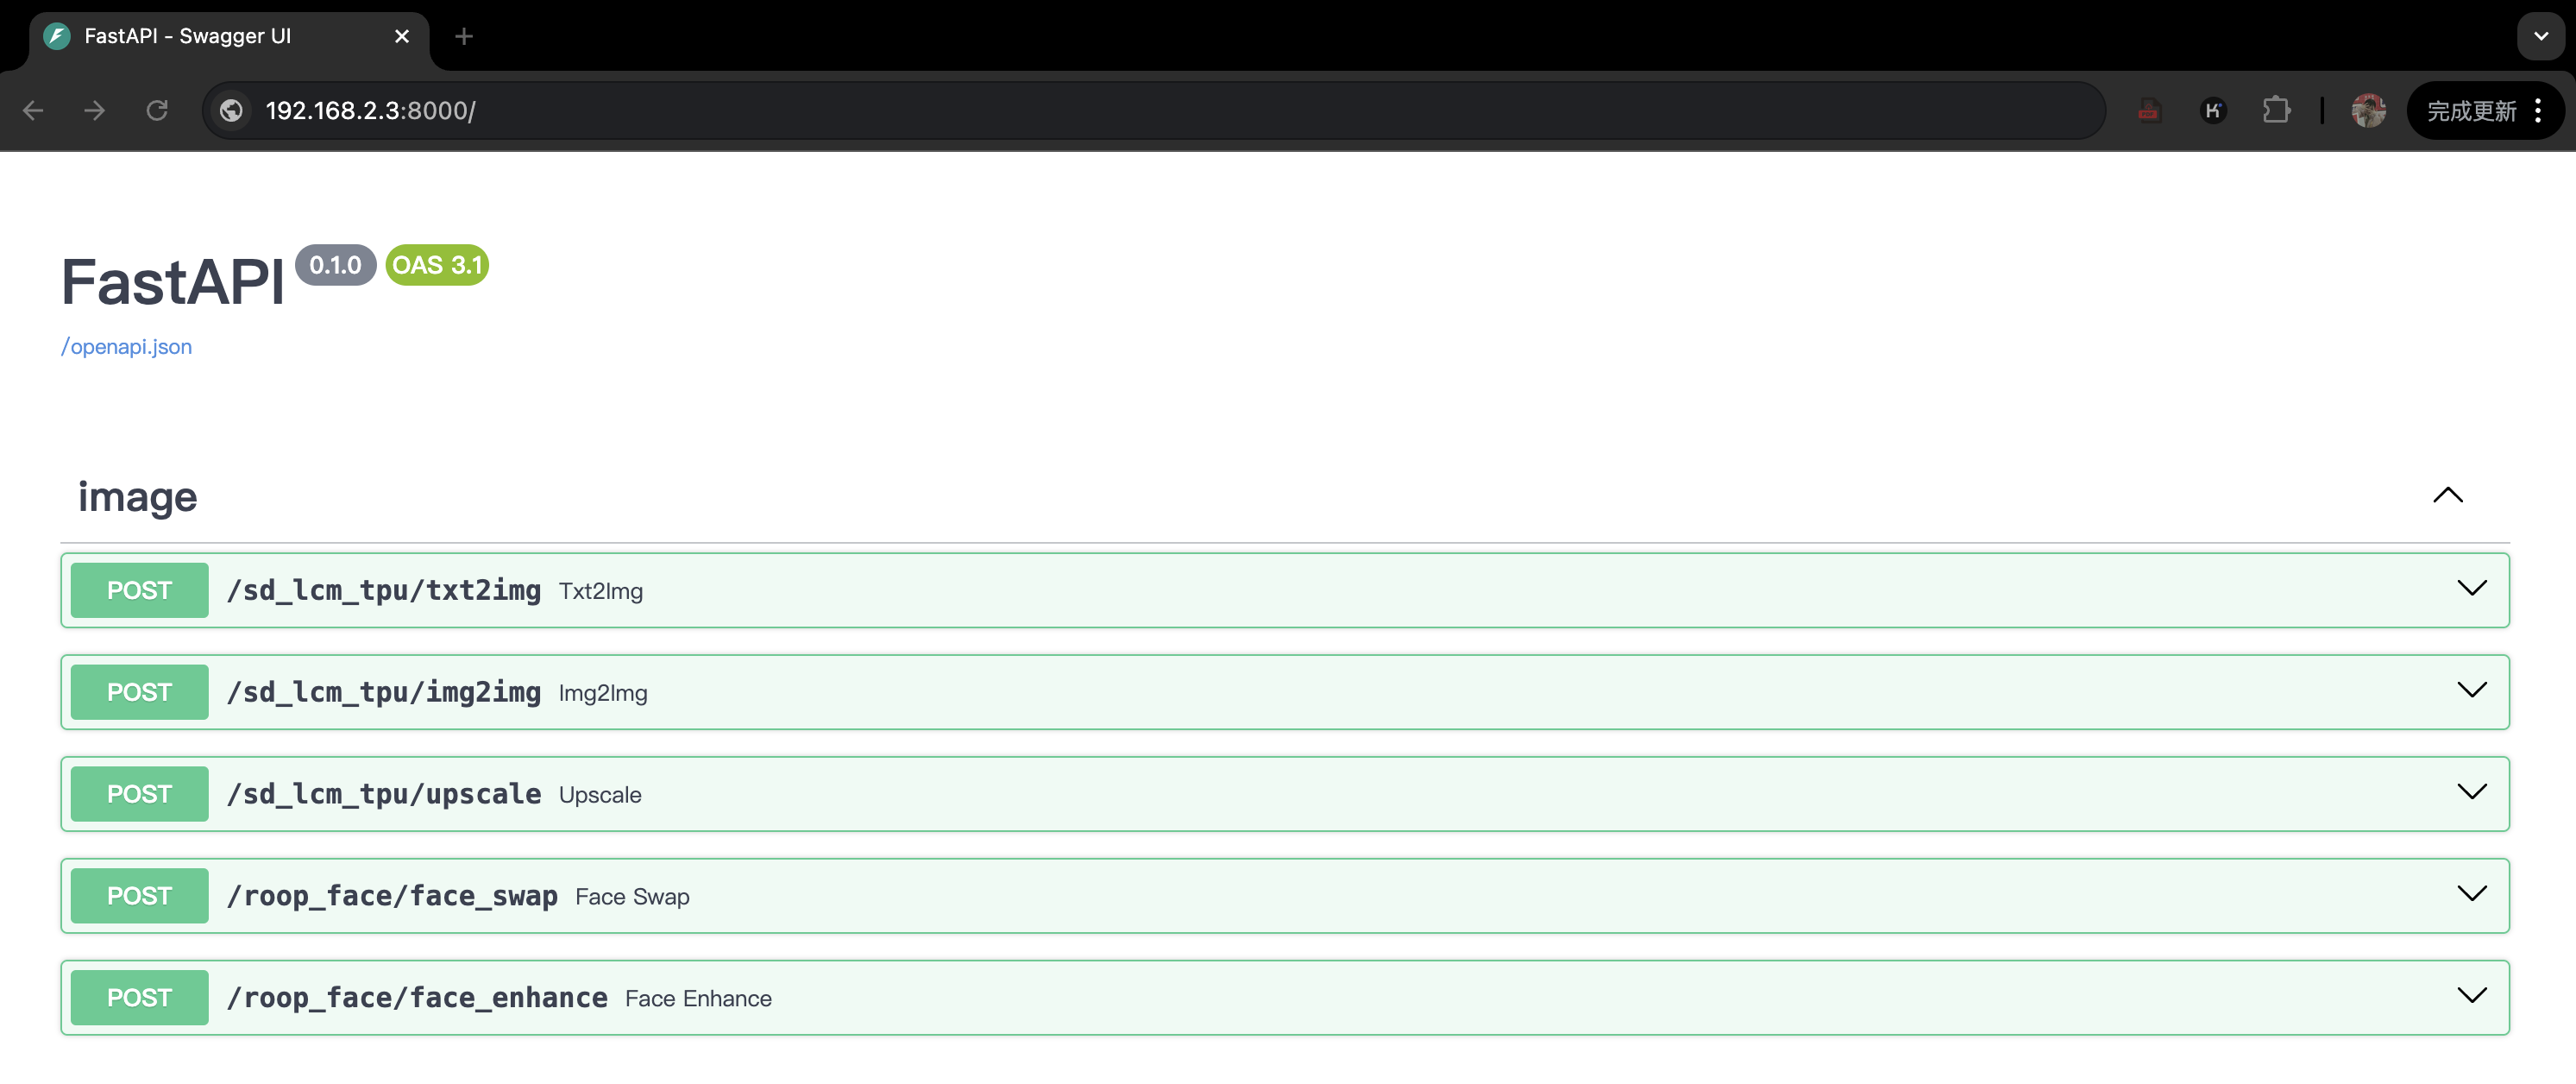 FastAPI - Swagger UI
192.168.2.3:8000/
完成更新
FastAPI 0.1.0 OAS 3.1
/openapi.json
image
POST /sd_lcm_tpu/txt2img Txt2Img
POST /sd_lcm_tpu/img2img Img2Img
POST /sd_lcm_tpu/upscale Upscale
POST /roop_face/face_swap Face Swap
POST /roop_face/face_enhance Face Enhance